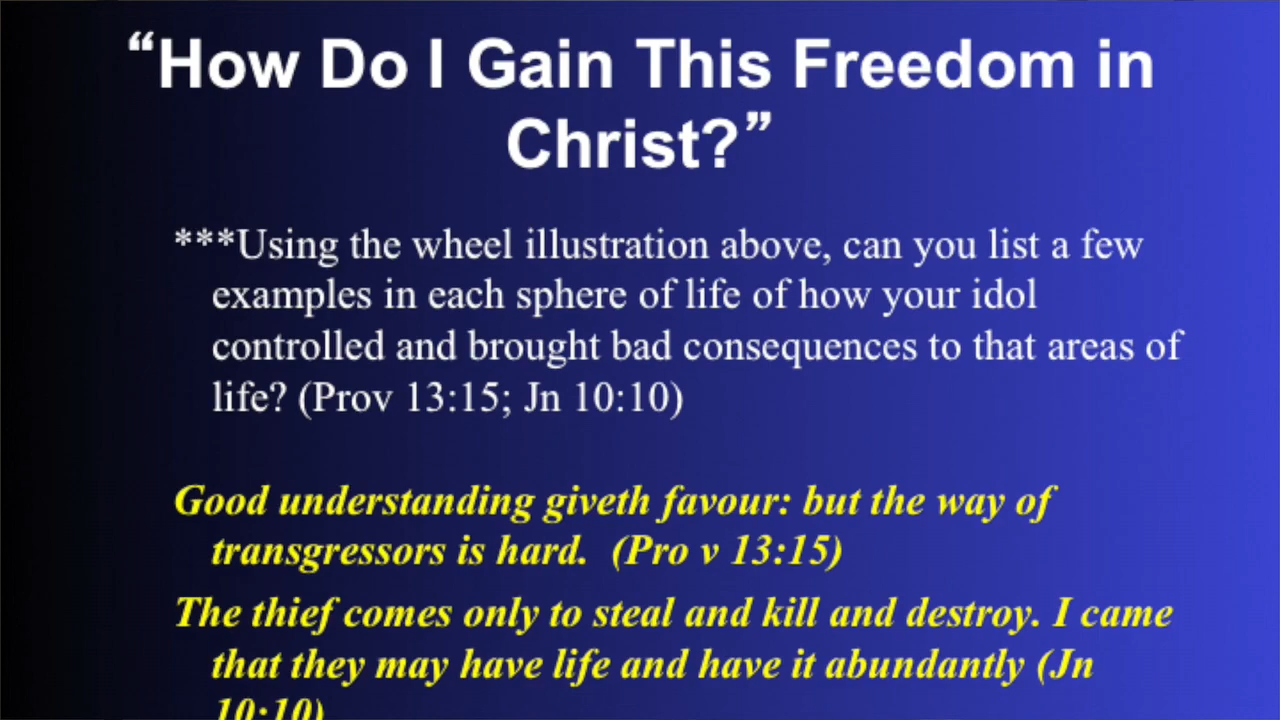 “How Do I Gain This Freedom in
Christ?”
***Using the wheel illustration above, can you list a few
examples in each sphere of life of how your idol
controlled and brought bad consequences to that areas of
life? (Prov 13:15; Jn 10:10)
Good understanding giveth favour: but the way of
transgressors is hard.  (Pro v 13:15)
The thief comes only to steal and kill and destroy. I came
that they may have life and have it abundantly (Jn
10:10)